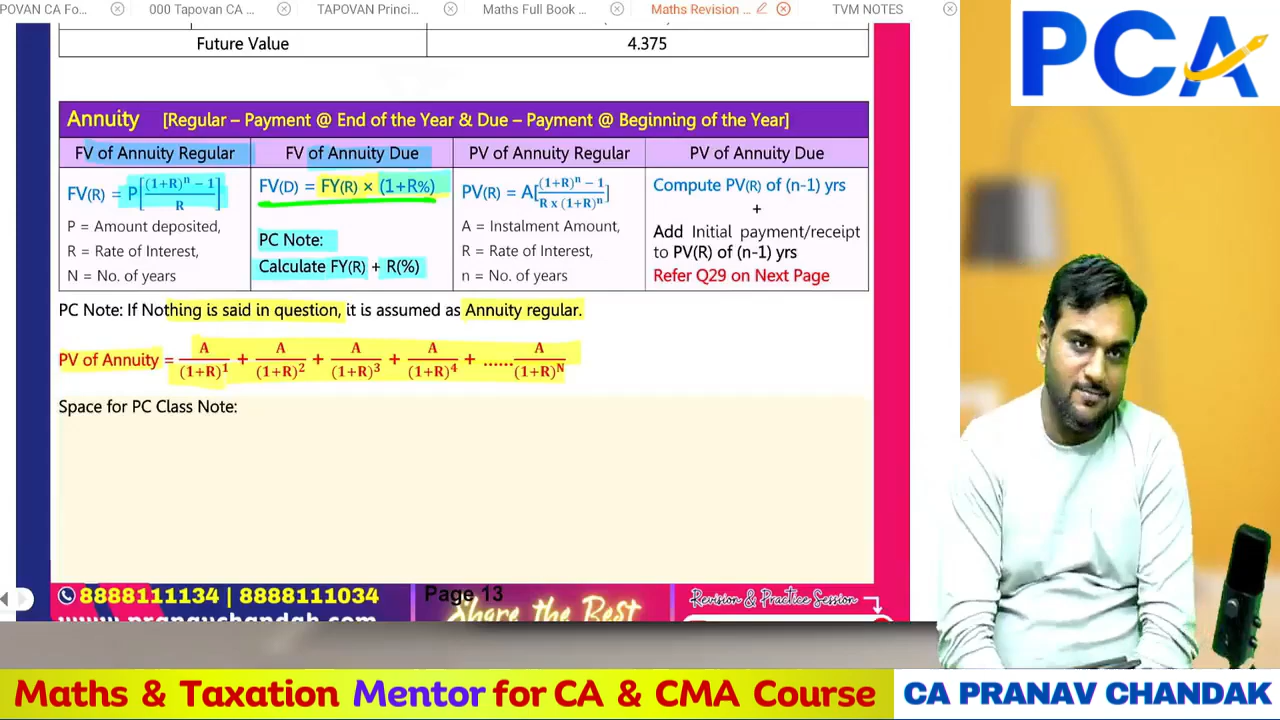 POVAN CA Fo...
000 Tapovan CA ...
TAPOVAN Princi...
Maths Full Book ...
Maths Revision ...
TVM NOTES
PCA
Future Value 4.375
Annuity [Regular – Payment @ End of the Year & Due – Payment @ Beginning of the Year]
FV of Annuity Regular
FV of Annuity Due
PV of Annuity Regular
PV of Annuity Due
FV(R) = P[((1+R)ⁿ − 1)/R]
P = Amount deposited,
R = Rate of Interest,
N = No. of years
FV(D) = FY(R) × (1+R%)
PC Note:
Calculate FY(R) + R(%)
PV(R) = A[((1+R)ⁿ − 1)/(R x (1+R)ⁿ)]
A = Instalment Amount,
R = Rate of Interest,
n = No. of years
Compute PV(R) of (n-1) yrs
+
Add Initial payment/receipt
to PV(R) of (n-1) yrs
Refer Q29 on Next Page
PC Note: If Nothing is said in question, it is assumed as Annuity regular.
PV of Annuity = A/(1+R)¹ + A/(1+R)² + A/(1+R)³ + A/(1+R)⁴ + ...... A/(1+R)ᴺ
Space for PC Class Note:
8888111134 | 8888111034
www.pranavchandak.com
Page 13
Share the Best
Revision & Practice Session
Maths & Taxation Mentor for CA & CMA Course
CA PRANAV CHANDAK